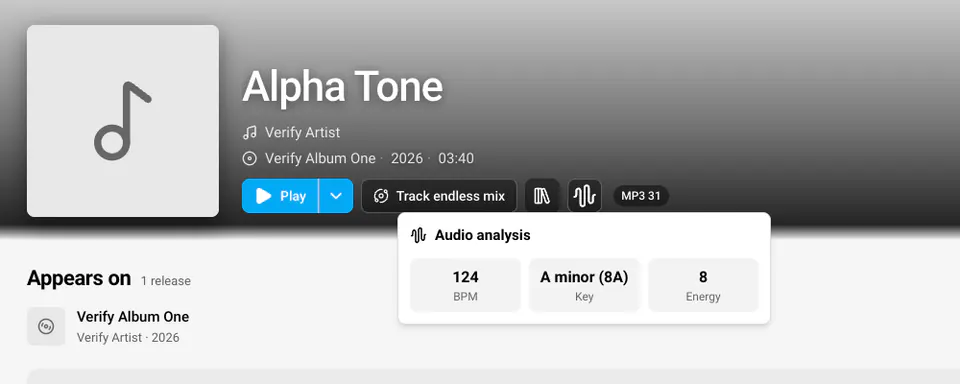 Alpha Tone
Verify Artist
Verify Album One · 2026 · 03:40
Play
Track endless mix
MP3 31
Audio analysis
124
BPM
A minor (8A)
Key
8
Energy
Appears on 1 release
Verify Album One
Verify Artist · 2026